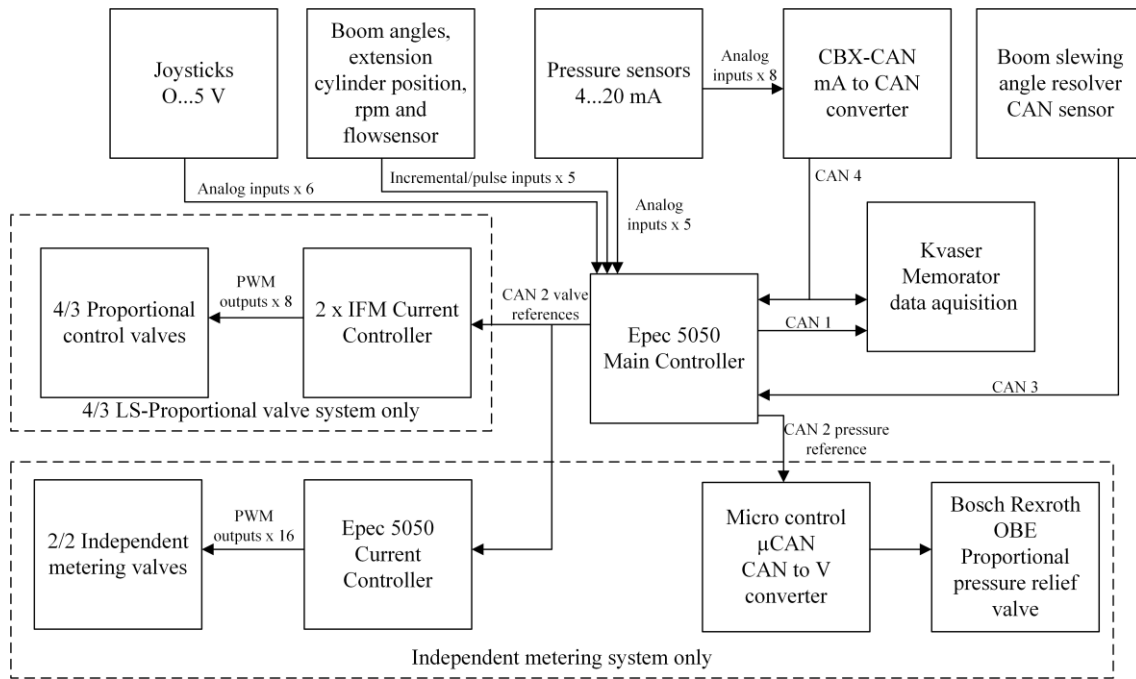 Joysticks
O...5 V
Boom angles,
extension
cylinder position,
rpm and
flowsensor
Pressure sensors
4...20 mA
Analog
inputs x 8
CBX-CAN
mA to CAN
converter
Boom slewing
angle resolver
CAN sensor
Analog inputs x 6
Incremental/pulse inputs x 5
Analog
inputs x 5
CAN 4
4/3 Proportional
control valves
PWM
outputs x 8
2 x IFM Current
Controller
CAN 2 valve
references
Epec 5050
Main Controller
CAN 1
Kvaser
Memorator
data aquisition
CAN 3
4/3 LS-Proportional valve system only
CAN 2 pressure
reference
2/2 Independent
metering valves
PWM
outputs x 16
Epec 5050
Current
Controller
Micro control
μCAN
CAN to V
converter
Bosch Rexroth
OBE
Proportional
pressure relief
valve
Independent metering system only